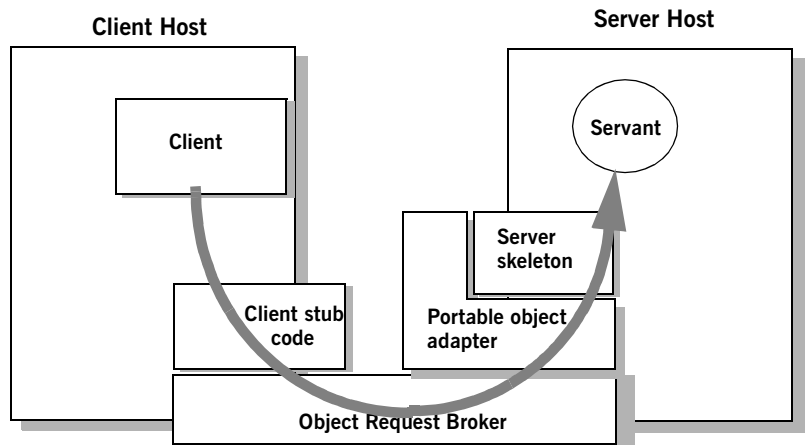 Client Host
Server Host
Client
Servant
Server
skeleton
Client stub
code
Portable object
adapter
Object Request Broker